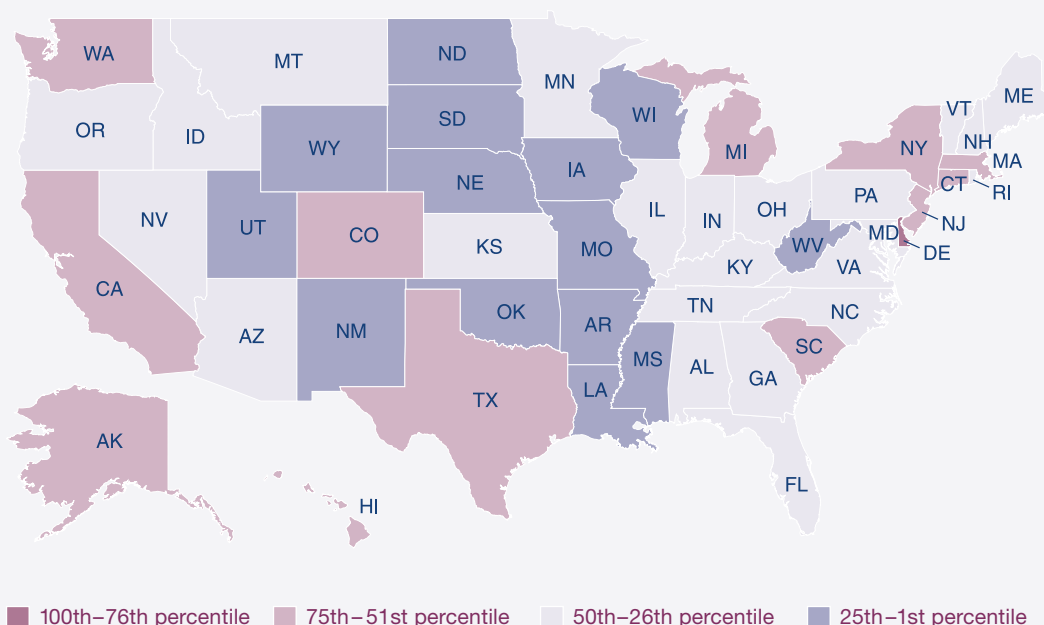 WA
MT
ND
MN
VT
ME
OR
ID
WY
SD
WI
MI
NY
NH
MA
CT
RI
NV
UT
CO
NE
IA
IL
IN
OH
PA
NJ
MD
DE
WV
VA
KY
KS
MO
CA
AZ
NM
OK
AR
TN
NC
SC
MS
AL
GA
LA
TX
FL
AK
HI
100th–76th percentile
75th–51st percentile
50th–26th percentile
25th–1st percentile